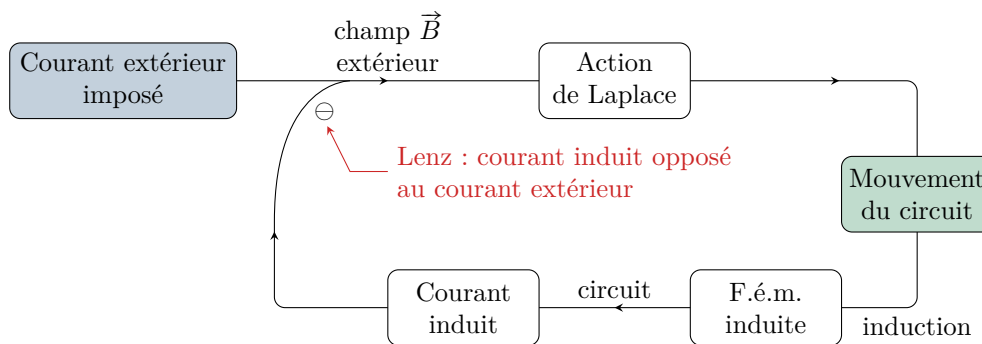 champ B
extérieur
Courant extérieur
imposé
Action
de Laplace
Lenz : courant induit opposé
au courant extérieur
Mouvement
du circuit
Courant
induit
circuit
F.é.m.
induite
induction